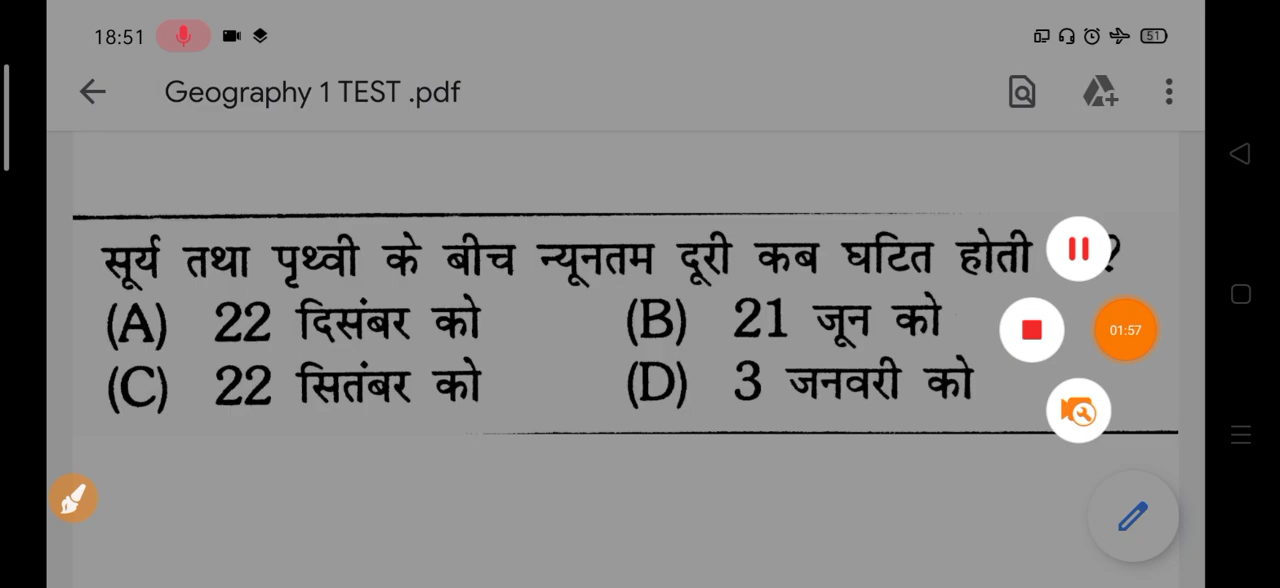 18:51
51
Geography 1 TEST .pdf
सूर्य तथा पृथ्वी के बीच न्यूनतम दूरी कब घटित होती ?
(A) 22 दिसंबर को (B) 21 जून को
(C) 22 सितंबर को (D) 3 जनवरी को
01:57